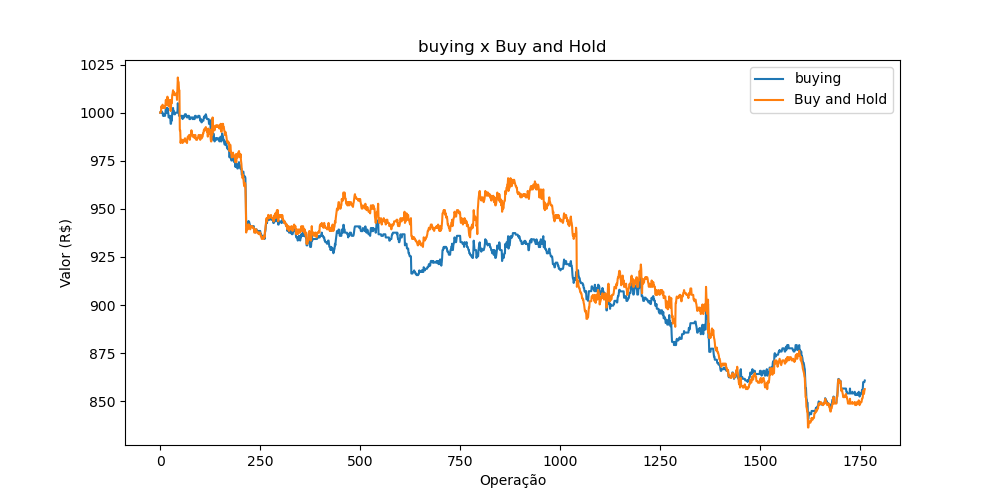 buying x Buy and Hold
buying
Buy and Hold
1025
1000
975
950
925
900
875
850
Valor (R$)
0 250 500 750 1000 1250 1500 1750
Operação